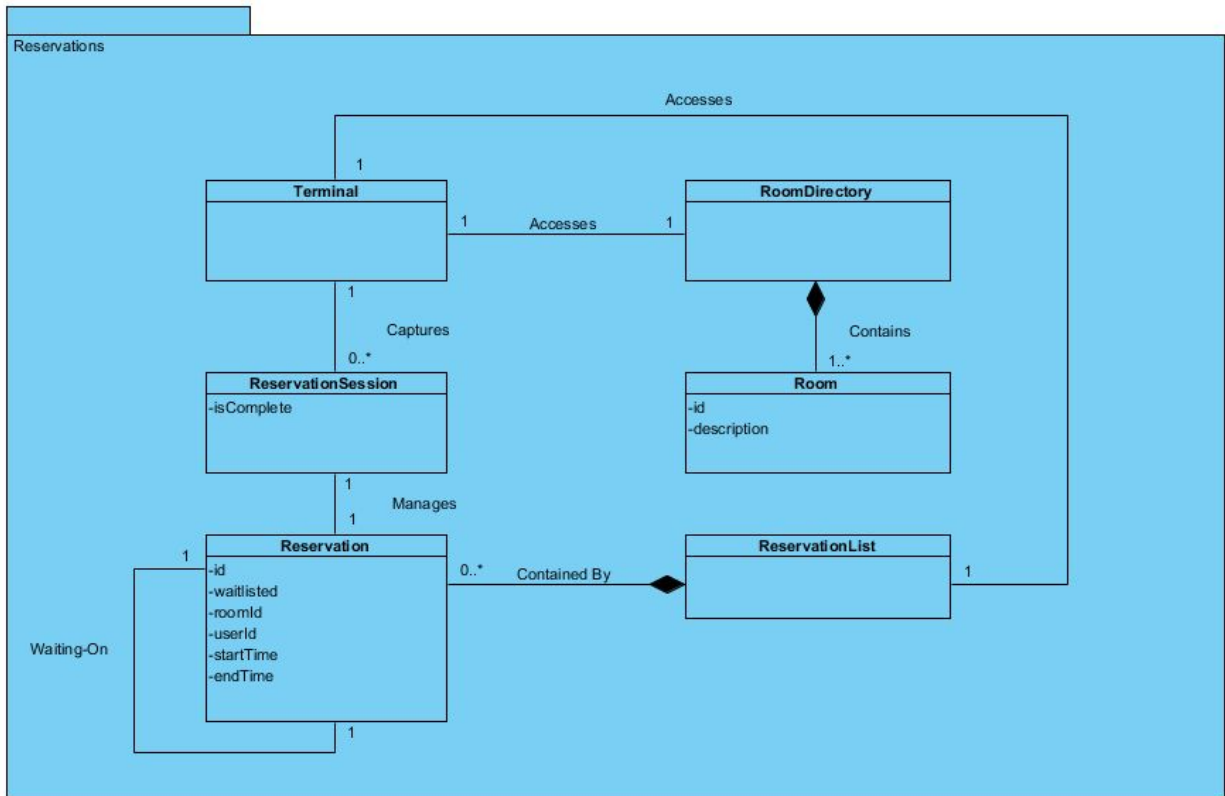 Reservations
Accesses
1
Terminal
RoomDirectory
1
Accesses
1
1
Captures
0..*
Contains
1..*
ReservationSession
-isComplete
Room
-id
-description
1
Manages
1
1
Reservation
-id
-waitlisted
-roomId
-userId
-startTime
-endTime
0..*
Contained By
ReservationList
1
Waiting-On
1